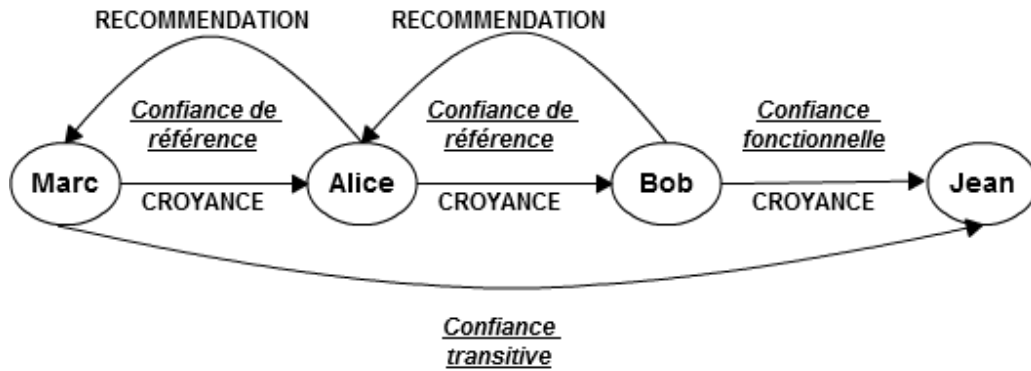 RECOMMENDATION RECOMMENDATION
Confiance de référence Confiance de référence Confiance fonctionnelle
Marc Alice Bob Jean
CROYANCE CROYANCE CROYANCE
Confiance
transitive